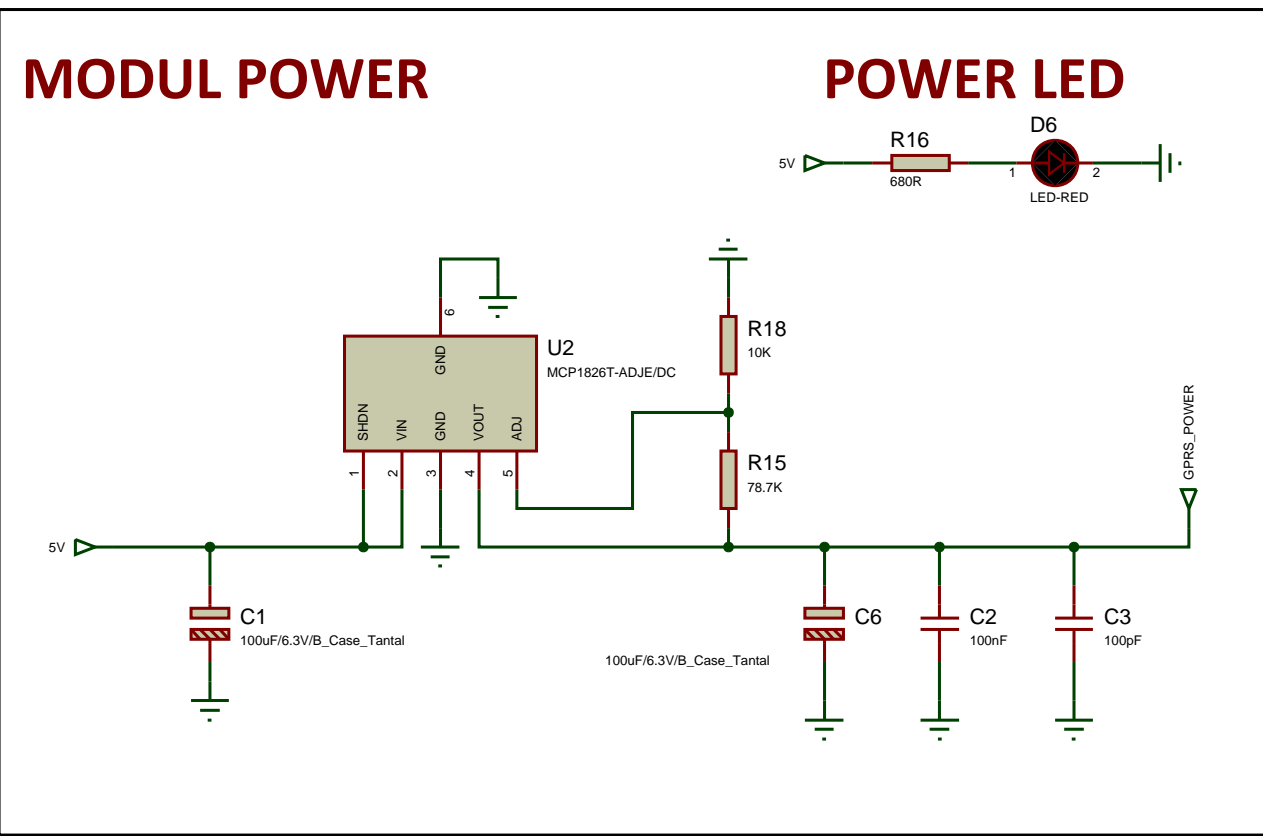 MODUL POWER
POWER LED
D6
R16
5V
1
2
680R
LED-RED
6
GND
U2
MCP1826T-ADJE/DC
R18
10K
SHDN
VIN
GND
VOUT
ADJ
1
2
3
4
5
R15
78.7K
GPRS_POWER
5V
C1
100uF/6.3V/B_Case_Tantal
C6
100uF/6.3V/B_Case_Tantal
C2
100nF
C3
100pF